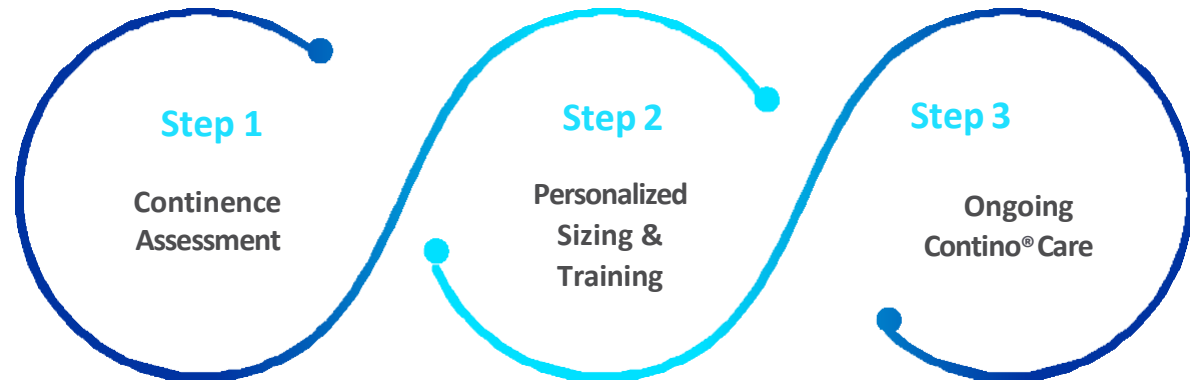 Step 1
Continence
Assessment
Step 2
Personalized
Sizing &
Training
Step 3
Ongoing
Contino® Care